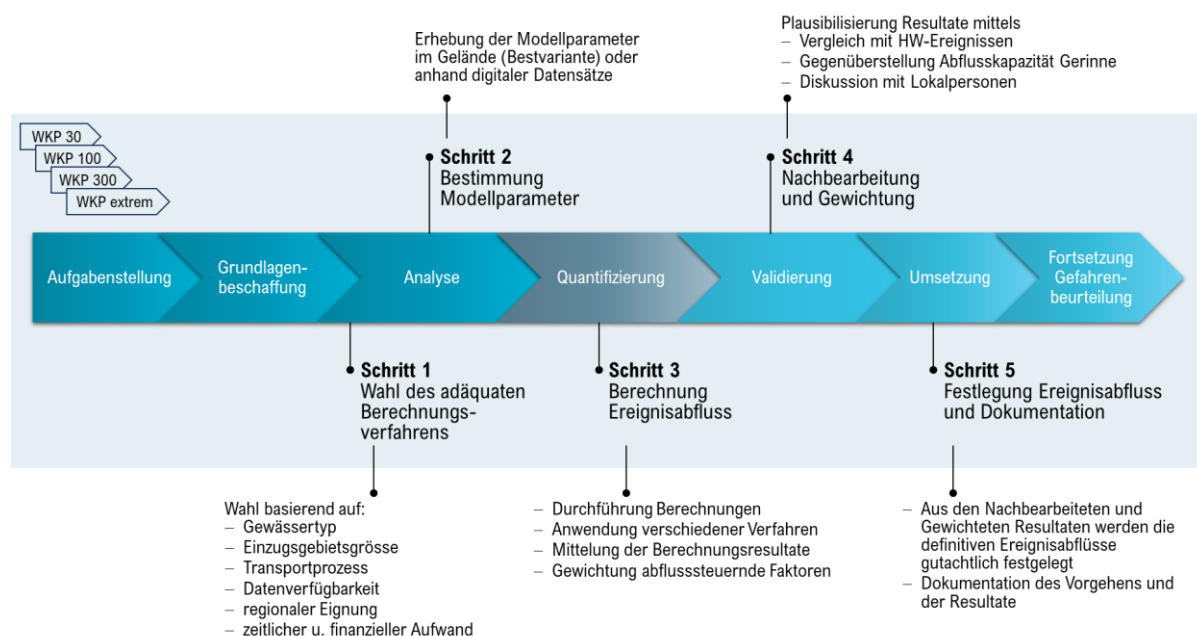 Erhebung der Modellparameter
im Gelände (Bestvariante) oder
anhand digitaler Datensätze
Plausibilisierung Resultate mittels
– Vergleich mit HW-Ereignissen
– Gegenüberstellung Abflusskapazität Gerinne
– Diskussion mit Lokalpersonen
WKP 30
WKP 100
WKP 300
WKP extrem
Schritt 2
Bestimmung
Modellparameter
Schritt 4
Nachbearbeitung
und Gewichtung
Aufgabenstellung
Grundlagen-
beschaffung
Analyse
Quantifizierung
Validierung
Umsetzung
Fortsetzung
Gefahren-
beurteilung
Schritt 1
Wahl des adäquaten
Berechnungs-
verfahrens
Schritt 3
Berechnung
Ereignisabfluss
Schritt 5
Festlegung Ereignisabfluss
und Dokumentation
Wahl basierend auf:
– Gewässertyp
– Einzugsgebietsgrösse
– Transportprozess
– Datenverfügbarkeit
– regionaler Eignung
– zeitlicher u. finanzieller Aufwand
– Durchführung Berechnungen
– Anwendung verschiedener Verfahren
– Mittelung der Berechnungsresultate
– Gewichtung abflusssteuernde Faktoren
– Aus den Nachbearbeiteten und
Gewichteten Resultaten werden die
definitiven Ereignisabflüsse
gutachtlich festgelegt
– Dokumentation des Vorgehens und
der Resultate